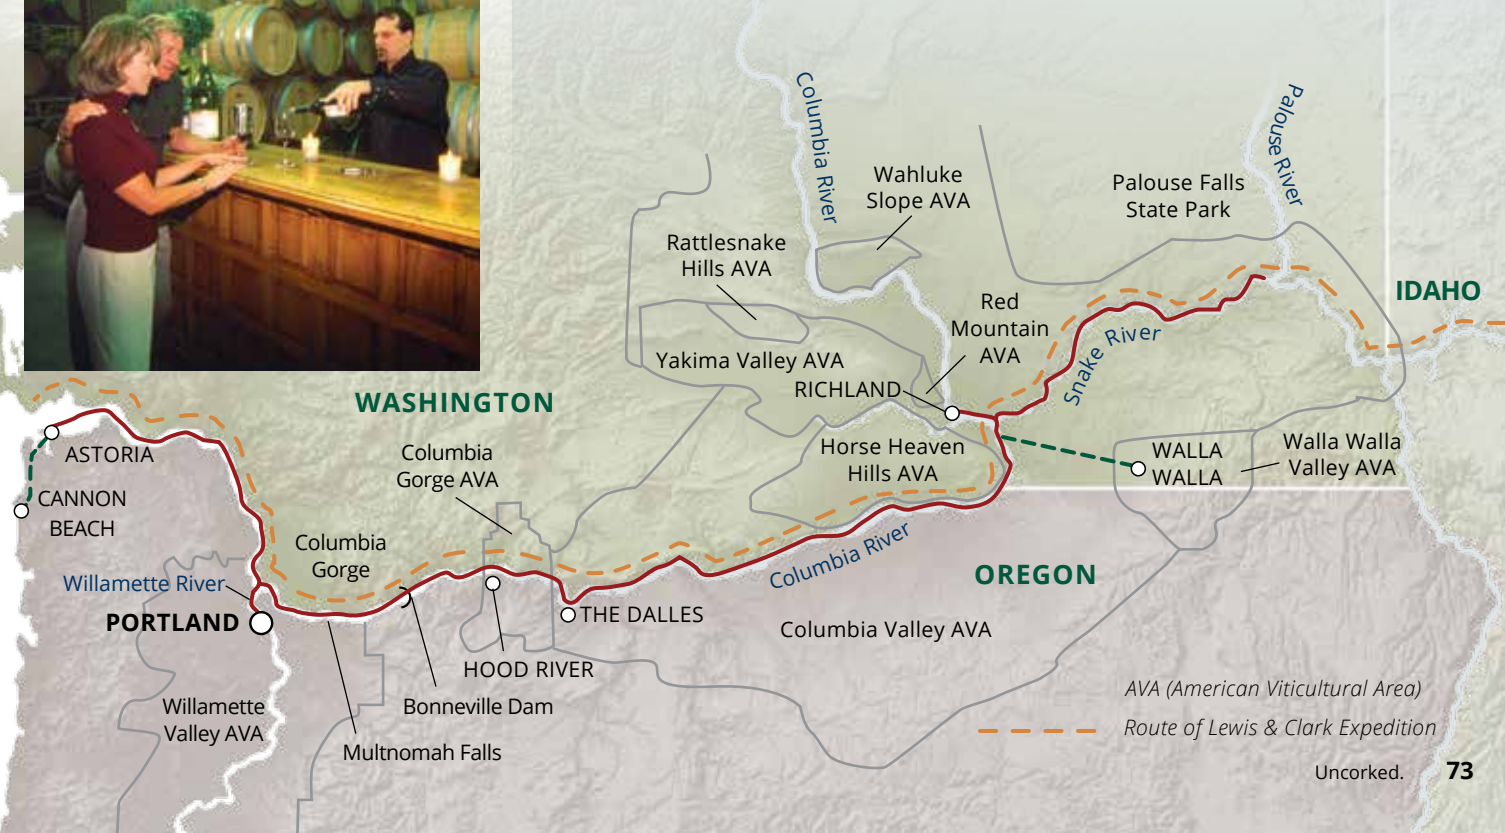 Columbia River
Palouse River
Wahluke
Slope AVA
Palouse Falls
State Park
Rattlesnake
Hills AVA
IDAHO
Red
Mountain
AVA
Snake River
Yakima Valley AVA
RICHLAND
WASHINGTON
ASTORIA
Columbia
Gorge AVA
Horse Heaven
Hills AVA
WALLA
WALLA
Walla Walla
Valley AVA
CANNON
BEACH
Columbia
Gorge
Columbia River
OREGON
Willamette River
PORTLAND
THE DALLES
Columbia Valley AVA
HOOD RIVER
Bonneville Dam
Willamette
Valley AVA
Multnomah Falls
AVA (American Viticultural Area)
Route of Lewis & Clark Expedition
Uncorked. 73